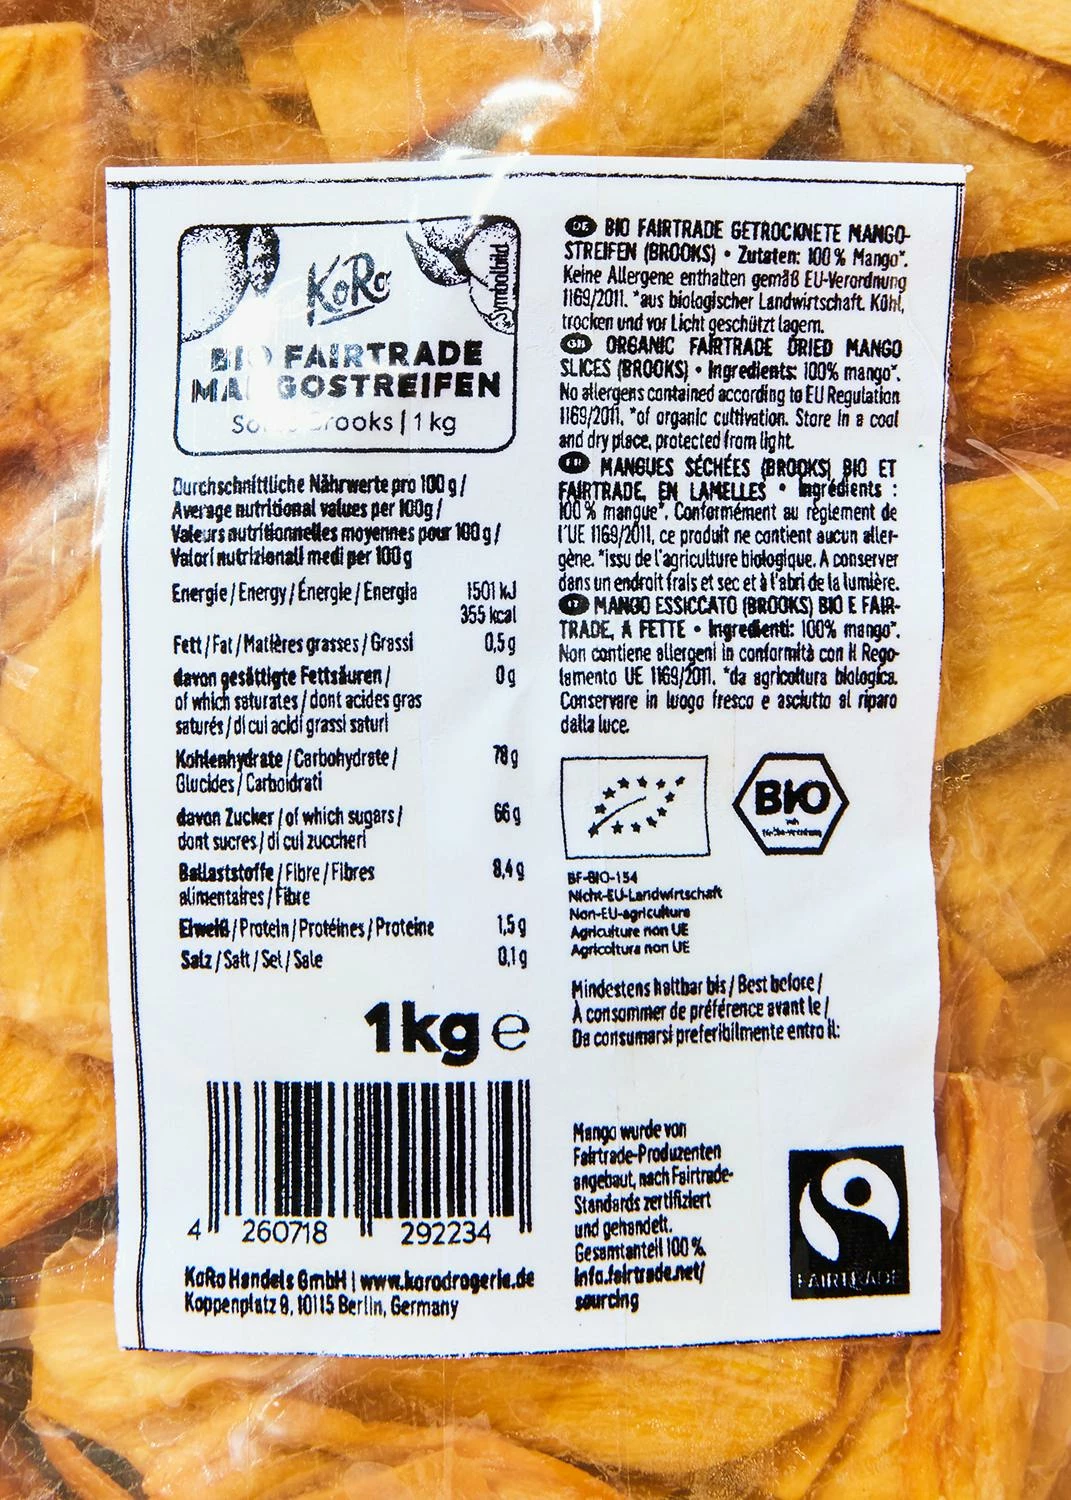 KoRo
Symbolbild
FAIRTRADE
MANGOSTREIFEN
Brooks | 1 kg
Durchschnittliche Nährwerte pro 100 g /
Average nutritional values per 100g /
Valeurs nutritionnelles moyennes pour 100 g /
Valori nutrizionali medi per 100 g
Energie / Energy / Énergie / Energia 1501 kJ
355 kcal
Fett / Fat / Matières grasses / Grassi 0,5 g
davon gesättigte Fettsäuren / 0 g
of which saturates / dont acides gras
saturés / di cui acidi grassi saturi
Kohlenhydrate / Carbohydrate / 78 g
Glucides / Carboidrati
davon Zucker / of which sugars / 66 g
dont sucres / di cui zuccheri
Ballaststoffe / Fibre / Fibres 8,4 g
alimentaires / Fibre
Eiweiß / Protein / Protéines / Proteine 1,5 g
Salz / Salt / Sel / Sale 0,1 g
1kg e
4 260718 292234
KoRo Handels GmbH | www.korodrogerie.de
Koppenplatz 9, 10115 Berlin, Germany
DE BIO FAIRTRADE GETROCKNETE MANGO-
STREIFEN (BROOKS) • Zutaten: 100 % Mango*.
Keine Allergene enthalten gemäß EU-Verordnung
1169/2011. *aus biologischer Landwirtschaft. Kühl,
trocken und vor Licht geschützt lagern.
GB ORGANIC FAIRTRADE DRIED MANGO
SLICES (BROOKS) • Ingredients: 100% mango*.
No allergens contained according to EU Regulation
1169/2011. *of organic cultivation. Store in a cool
and dry place, protected from light.
FR MANGUES SÉCHÉES (BROOKS) BIO ET
FAIRTRADE, EN LAMELLES • Ingrédients :
100 % mangue*. Conformément au règlement de
l'UE 1169/2011, ce produit ne contient aucun aller-
gène. *issu de l'agriculture biologique. A conserver
dans un endroit frais et sec et à l'abri de la lumière.
IT MANGO ESSICCATO (BROOKS) BIO E FAIR-
TRADE, A FETTE • Ingredienti: 100% mango*.
Non contiene allergeni in conformità con il Rego-
lamento UE 1169/2011. *da agricoltura biologica.
Conservare in luogo fresco e asciutto al riparo
dalla luce.
BIO
nach
BF-BIO-154
Nicht-EU-Landwirtschaft
Non-EU-agriculture
Agriculture non UE
Agricoltura non UE
Mindestens haltbar bis / Best before /
À consommer de préférence avant le /
Da consumarsi preferibilmente entro il:
Mango wurde von
Fairtrade-Produzenten
angebaut, nach Fairtrade-
Standards zertifiziert
und gehandelt.
Gesamtanteil 100 %.
info.fairtrade.net/
sourcing
FAIRTRADE